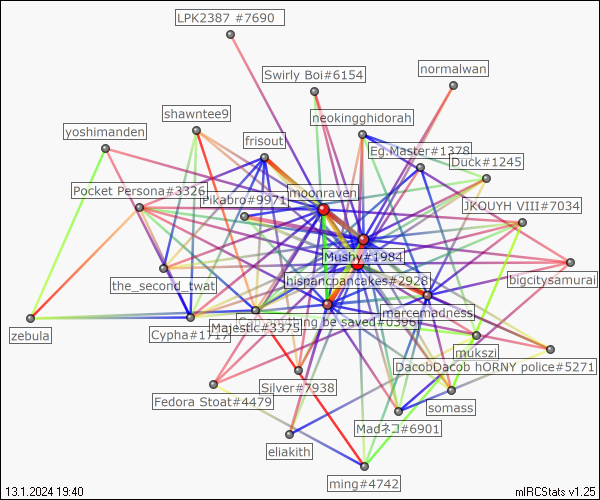 LPK2387 #7690
normalwan
Swirly Boi#6154
shawntee9
neokingghidorah
yoshimanden
frisout
Eg.Master#1378
Duck#1245
Pocket Persona#3326
Pikabro#9971
moonraven
JKOUYH VIII#7034
Mushy#1984
the_second_twat
hispancpancakes#2928
bigcitysamurai
zebula
Cypha#1717
Majestic#3375
ing be saved#0396
marcemadness
mukszi
DacobDacob hORNY police#5271
Fedora Stoat#4479
Silver#7938
somass
Madネコ#6901
eliakith
ming#4742
13.1.2024 19:40
mIRCStats v1.25